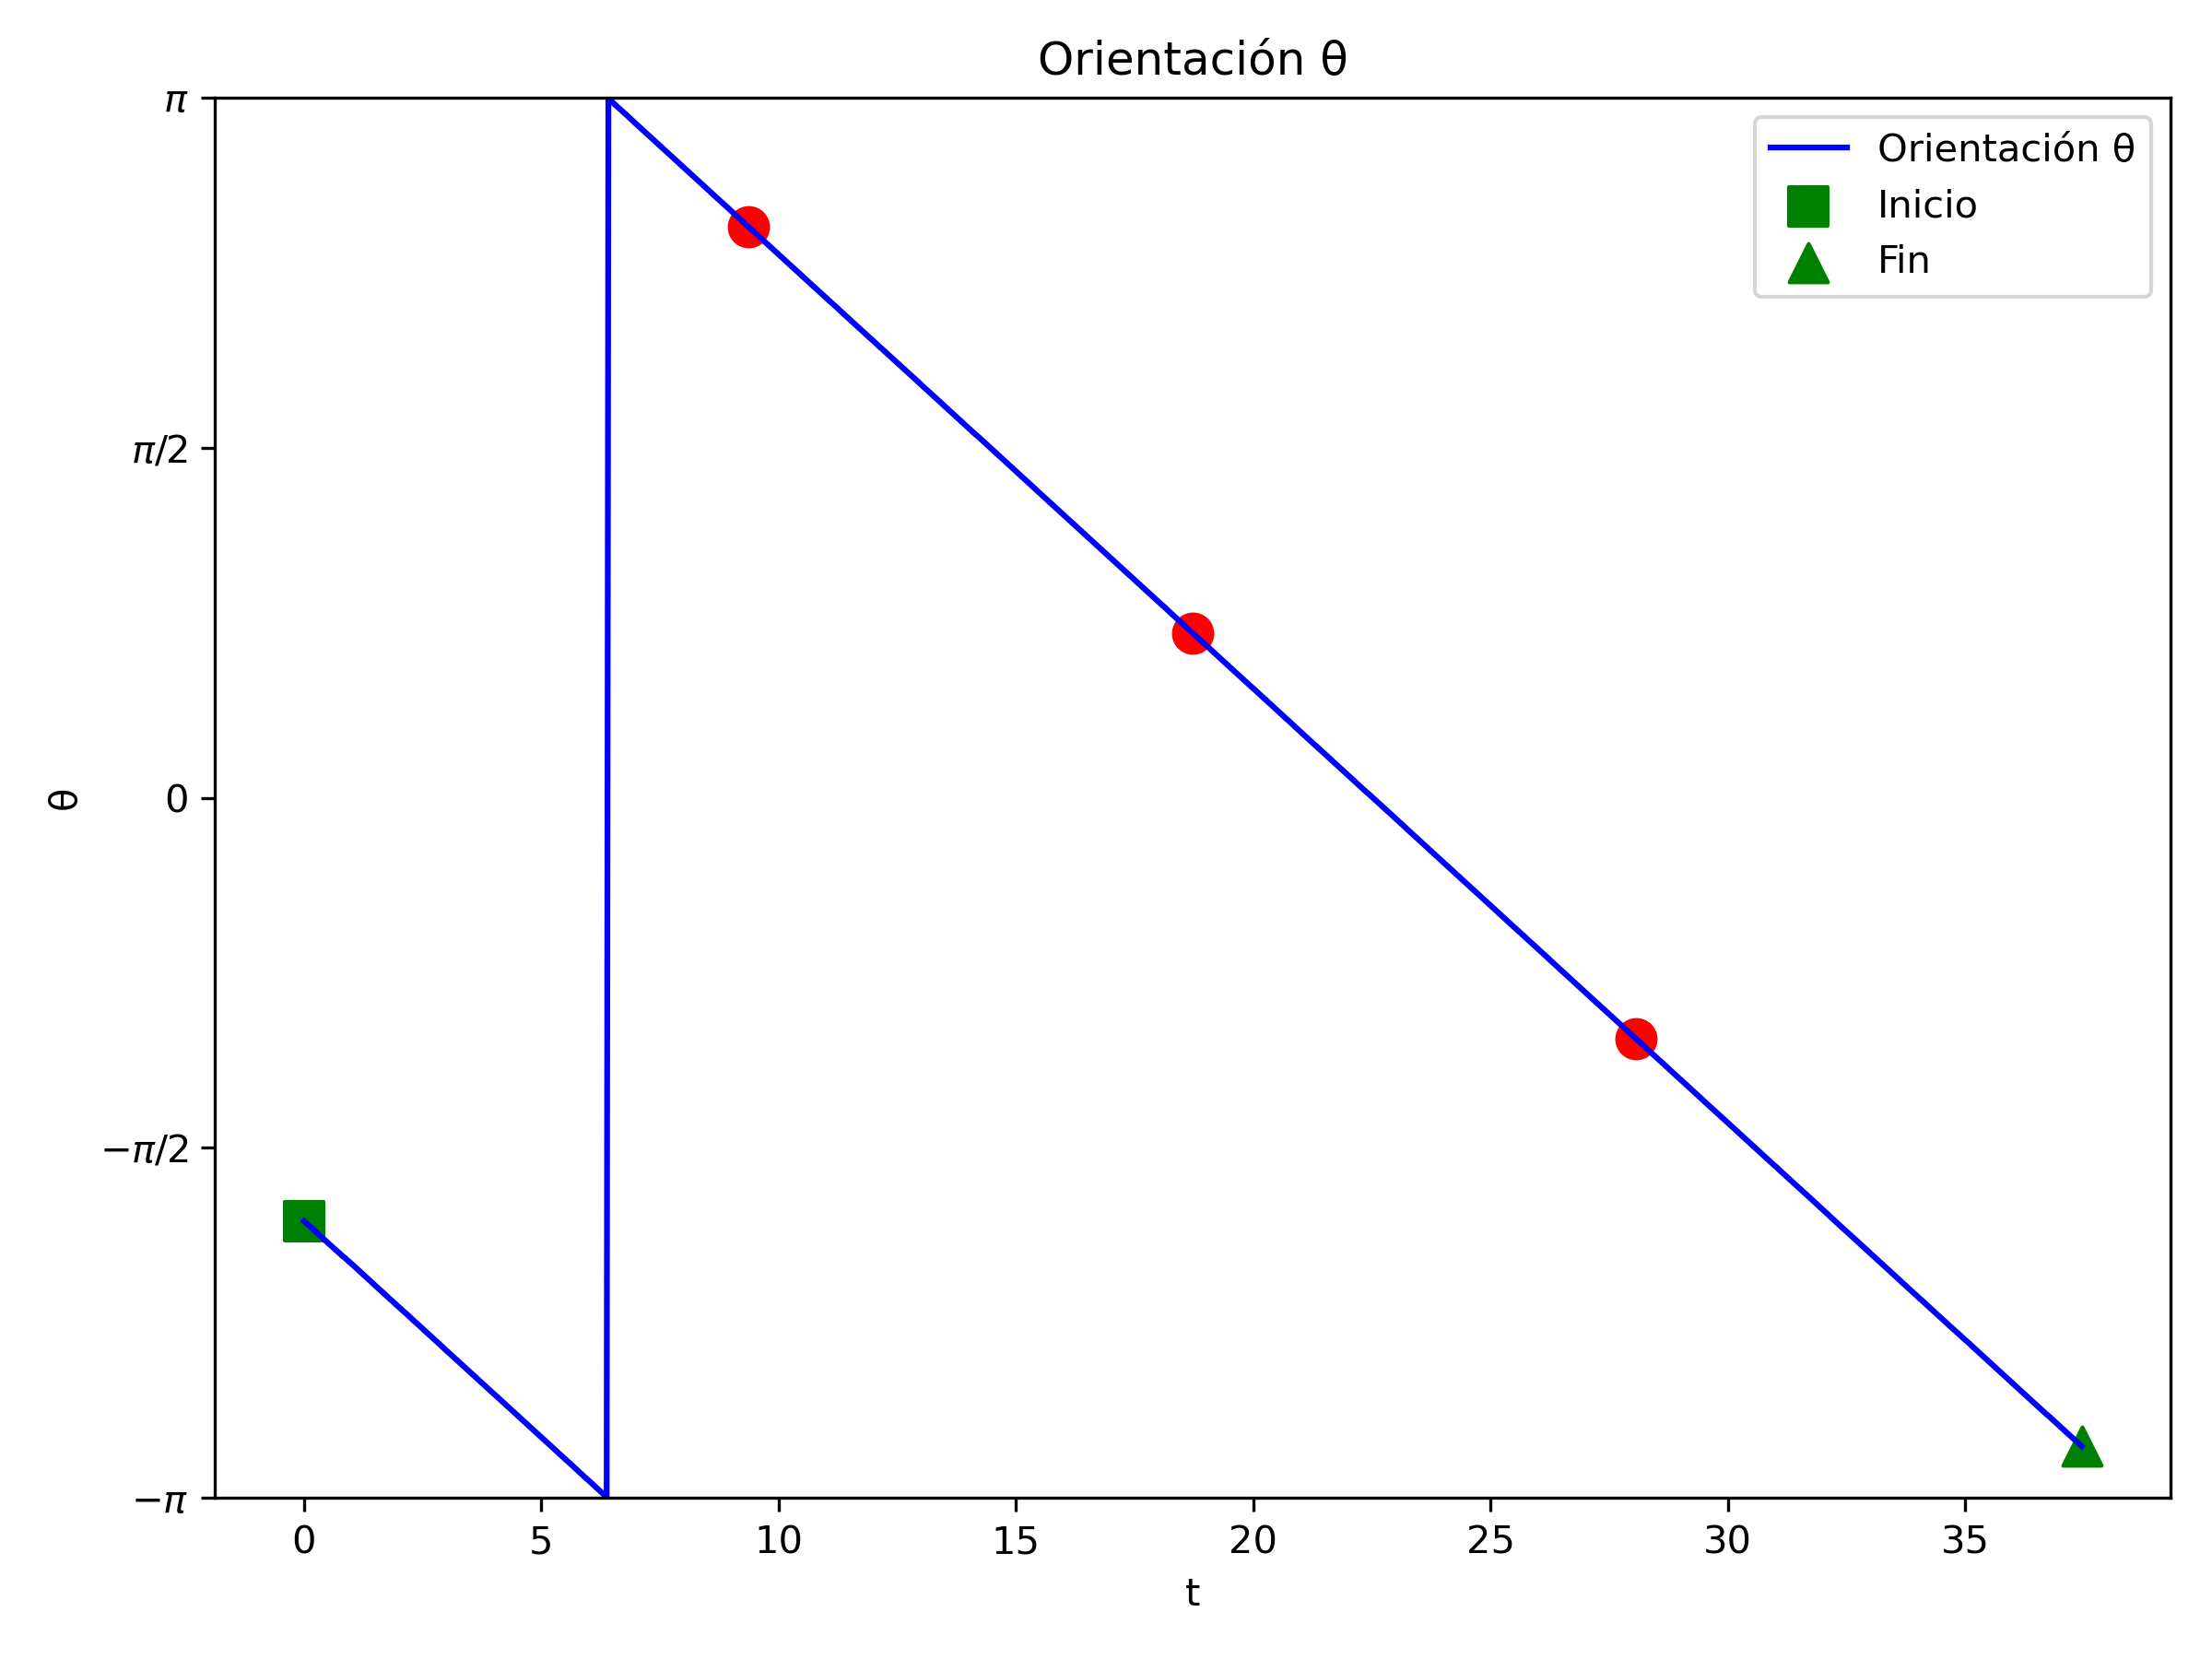 Orientación θ
π
π/2
0
−π/2
−π
θ
0 5 10 15 20 25 30 35
t
Orientación θ
Inicio
Fin